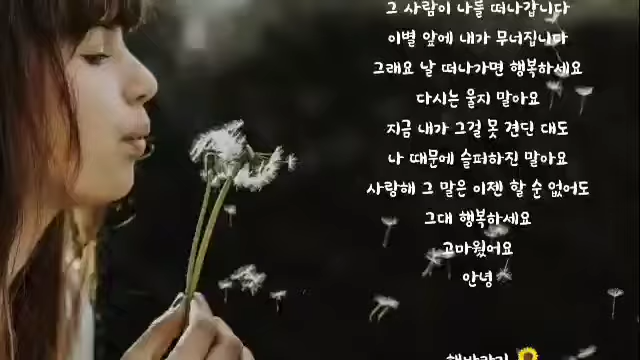 그 사람이 나를 떠나갑니다
이별 앞에 내가 무너집니다
그래요 날 떠나가면 행복하세요
다시는 울지 말아요
지금 내가 그걸 못 견딘 대도
나 때문에 슬퍼하진 말아요
사랑해 그 말은 이젠 할 순 없어도
그대 행복하세요
고마웠어요
안녕
해바라기